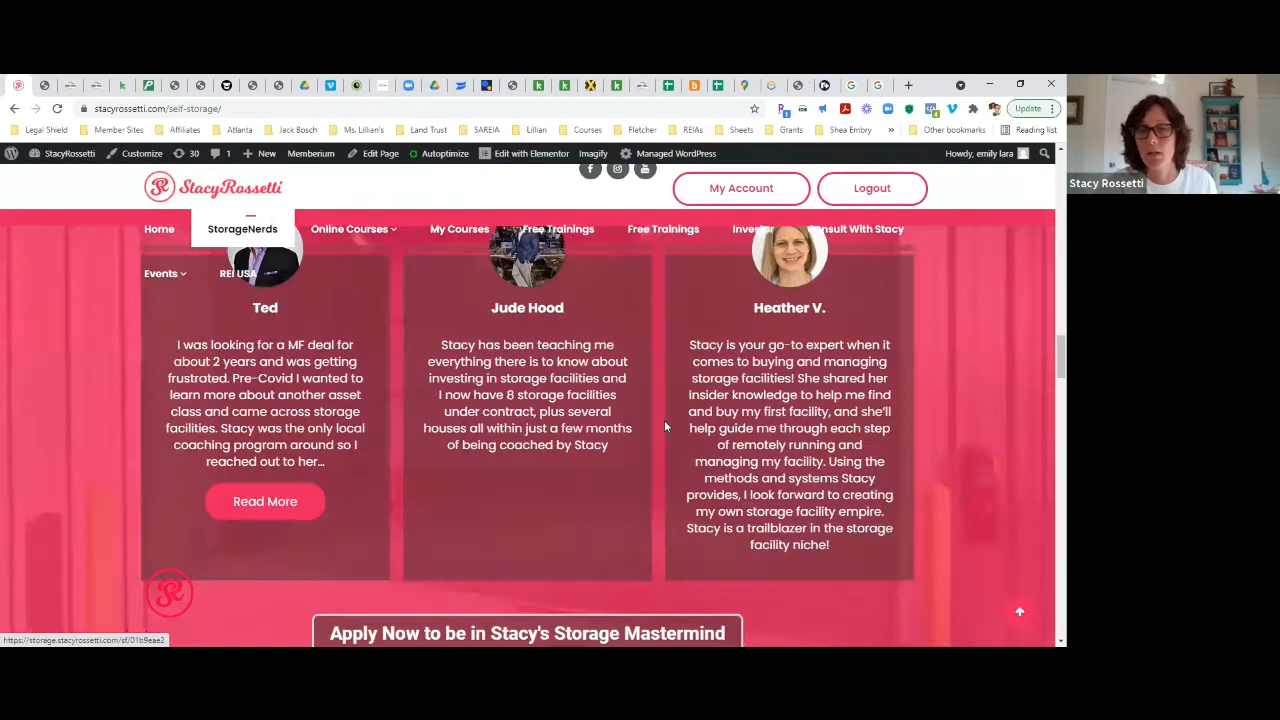 stacyrossetti.com/self-storage/
Update
Legal Shield
Member Sites
Affiliates
Atlanta
Jack Bosch
Ms. Lillian's
Land Trust
SAREIA
Lillian
Courses
Fletcher
REIAs
Sheets
Grants
Shea Embry
»
Other bookmarks
Reading list
StacyRossetti
Customize
30
1
+ New
Memberium
Edit Page
Autoptimize
Edit with Elementor
Imagify
Managed WordPress
Howdy, emily lara
Stacy Rossetti
SR StacyRossetti
My Account
Logout
Home
StorageNerds
Online Courses
My Courses
Free Trainings
Free Trainings
Consult With Stacy
Events
REI USA
Ted
I was looking for a MF deal for
about 2 years and was getting
frustrated. Pre-Covid I wanted to
learn more about another asset
class and came across storage
facilities. Stacy was the only local
coaching program around so I
reached out to her...
Read More
Jude Hood
Stacy has been teaching me
everything there is to know about
investing in storage facilities and
I now have 8 storage facilities
under contract, plus several
houses all within just a few months
of being coached by Stacy
Heather V.
Stacy is your go-to expert when it
comes to buying and managing
storage facilities! She shared her
insider knowledge to help me find
and buy my first facility, and she'll
help guide me through each step
of remotely running and
managing my facility. Using the
methods and systems Stacy
provides, I look forward to creating
my own storage facility empire.
Stacy is a trailblazer in the storage
facility niche!
SR
Apply Now to be in Stacy's Storage Mastermind
https://storage.stacyrossetti.com/sf/01b9eae2